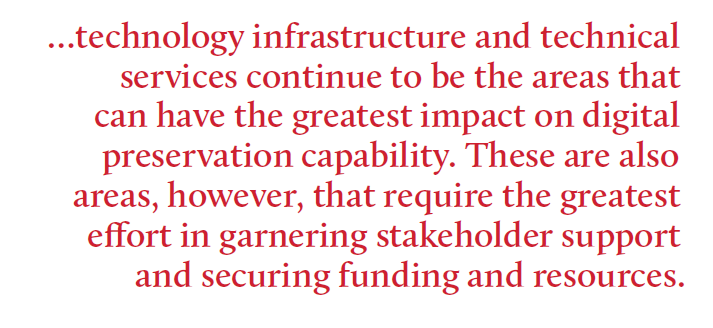 ...technology infrastructure and technical
services continue to be the areas that
can have the greatest impact on digital
preservation capability. These are also
areas, however, that require the greatest
effort in garnering stakeholder support
and securing funding and resources.